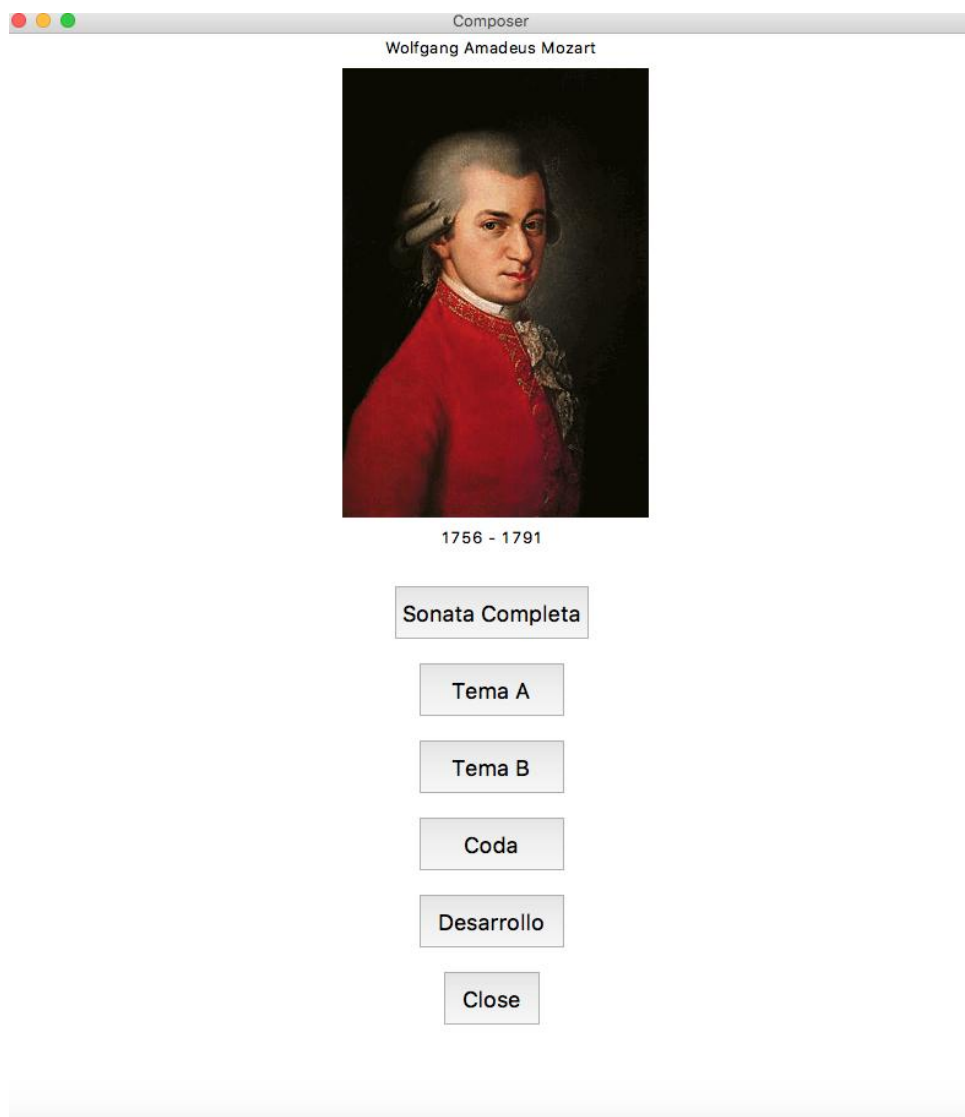 Composer
Wolfgang Amadeus Mozart
1756 - 1791
Sonata Completa
Tema A
Tema B
Coda
Desarrollo
Close